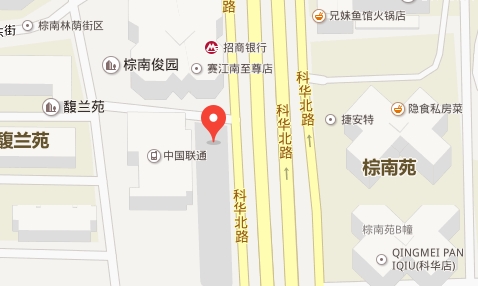 头街
棕南林荫街区
科华北路
兄妹鱼馆火锅店
招商银行
棕南俊园
赛江南至尊店
馥兰苑
科华北路
科华北路
捷安特
隐食私房菜
馥兰苑
中国联通
棕南苑
科华北路
棕南苑B幢
QINGMEI PAN
IQIU(科华店)